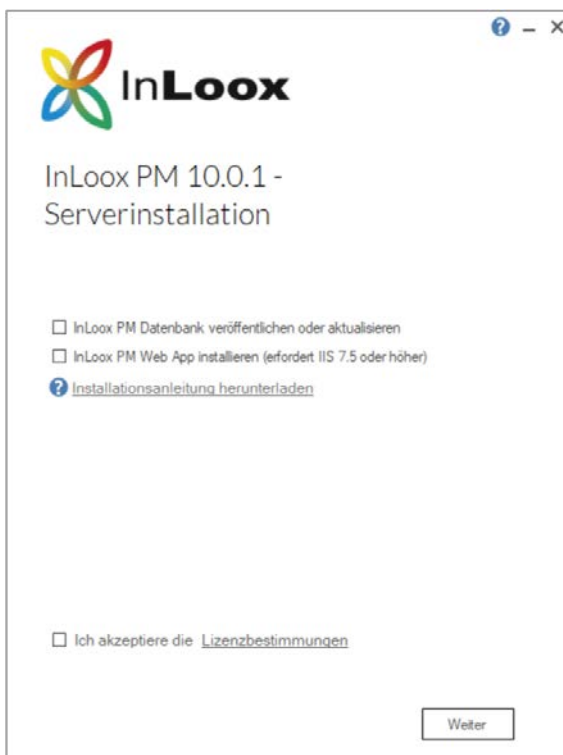 InLoox
InLoox PM 10.0.1 -
Serverinstallation
InLoox PM Datenbank veröffentlichen oder aktualisieren
InLoox PM Web App installieren (erfordert IIS 7.5 oder höher)
? Installationsanleitung herunterladen
Ich akzeptiere die Lizenzbestimmungen
Weiter